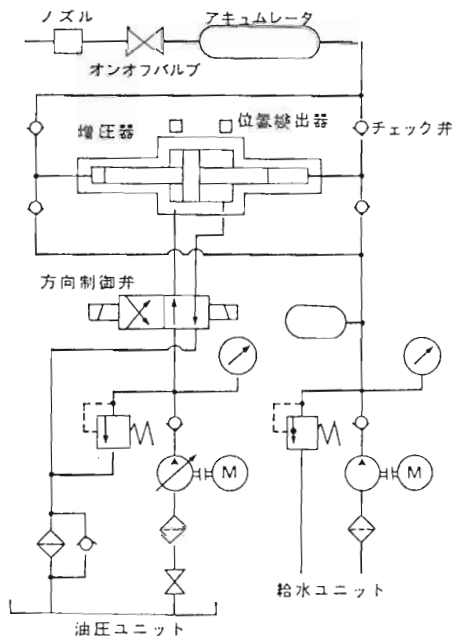 ノズル
アキュムレータ
オンオフバルブ
増圧器
位置検出器
チェック弁
方向制御弁
M
M
給水ユニット
油圧ユニット